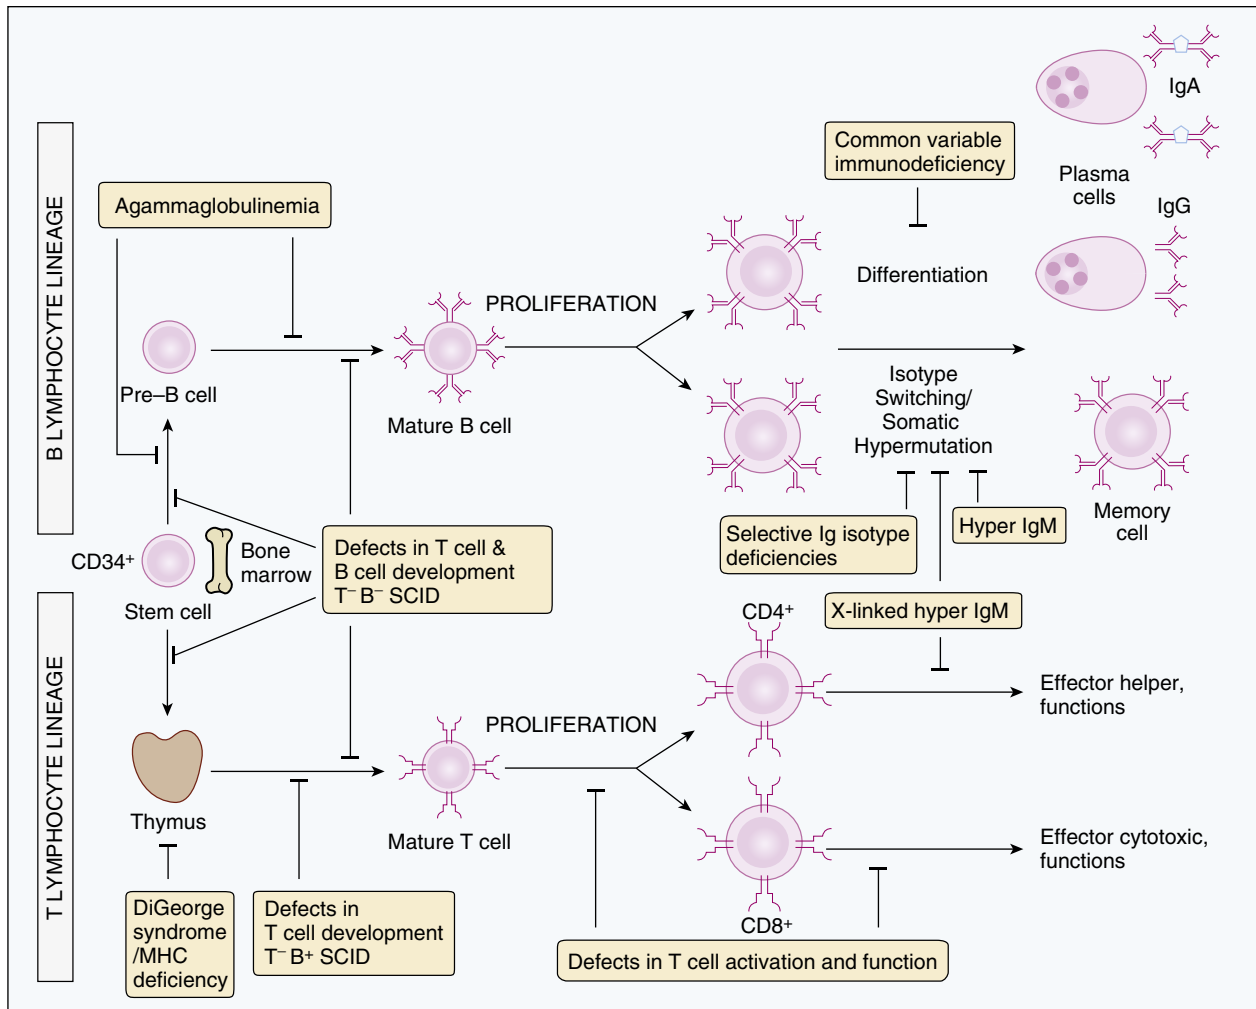 B LYMPHOCYTE LINEAGE
T LYMPHOCYTE LINEAGE
Agammaglobulinemia
Pre–B cell
CD34+
Stem cell
Bone
marrow
Mature B cell
PROLIFERATION
Common variable
immunodeficiency
Differentiation
Isotype
Switching/
Somatic
Hypermutation
IgA
Plasma
cells
IgG
Memory
cell
Defects in T cell &
B cell development
T– B– SCID
Selective Ig isotype
deficiencies
Hyper IgM
X-linked hyper IgM
Thymus
Mature T cell
PROLIFERATION
CD4+
CD8+
Effector helper,
functions
Effector cytotoxic,
functions
DiGeorge
syndrome
/MHC
deficiency
Defects in
T cell development
T– B+ SCID
Defects in T cell activation and function